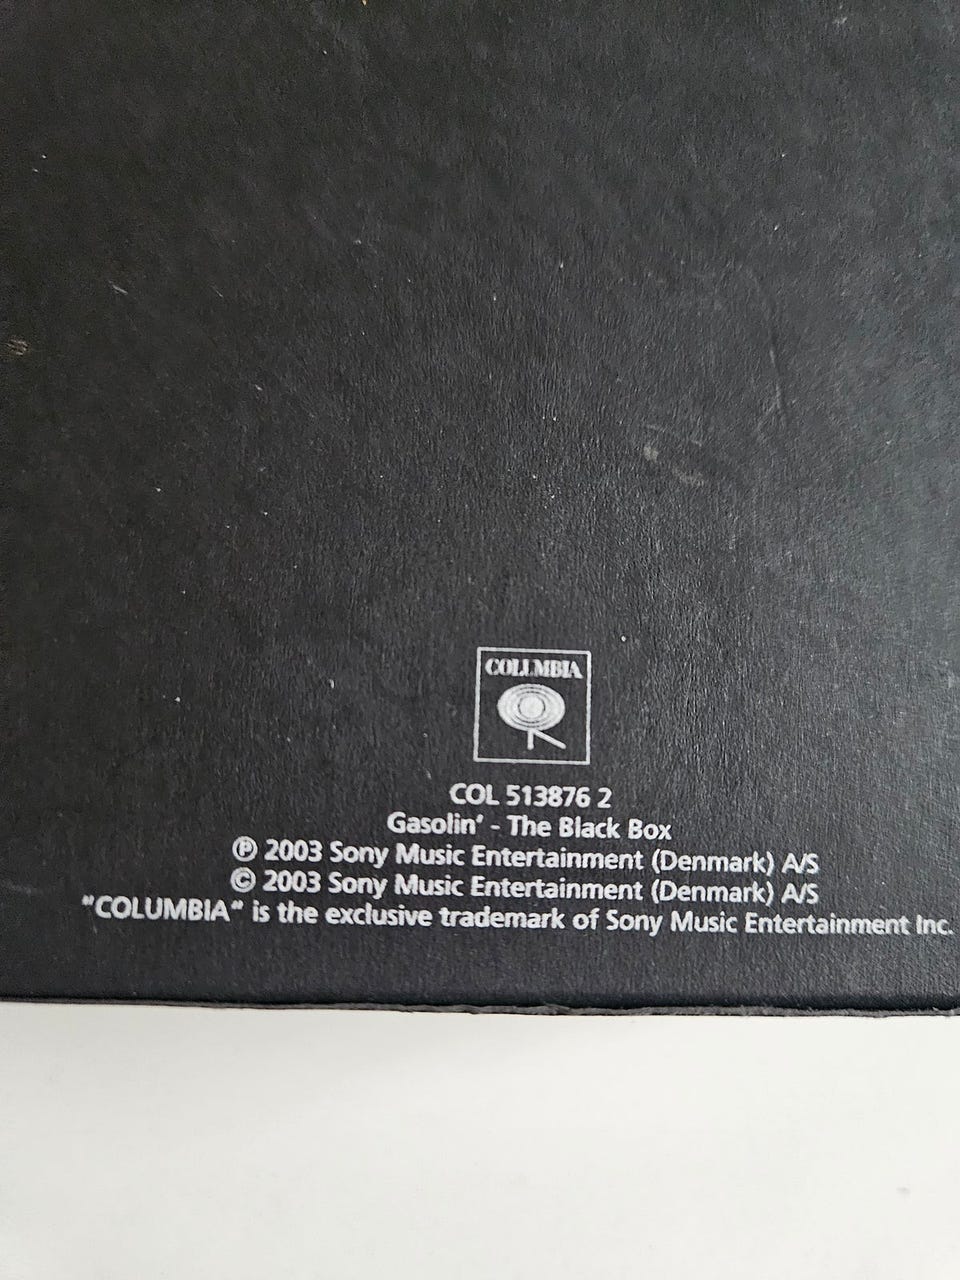 COLUMBIA
COL 513876 2
Gasolin' - The Black Box
℗ 2003 Sony Music Entertainment (Denmark) A/S
© 2003 Sony Music Entertainment (Denmark) A/S
"COLUMBIA" is the exclusive trademark of Sony Music Entertainment Inc.